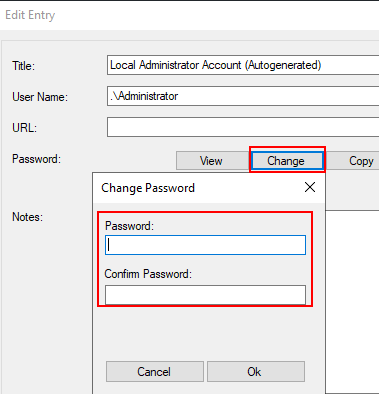 Edit Entry
Title: Local Administrator Account (Autogenerated)
User Name: .\Administrator
URL:
Password: View Change Copy
Change Password
Notes:
Password:
Confirm Password:
Cancel Ok